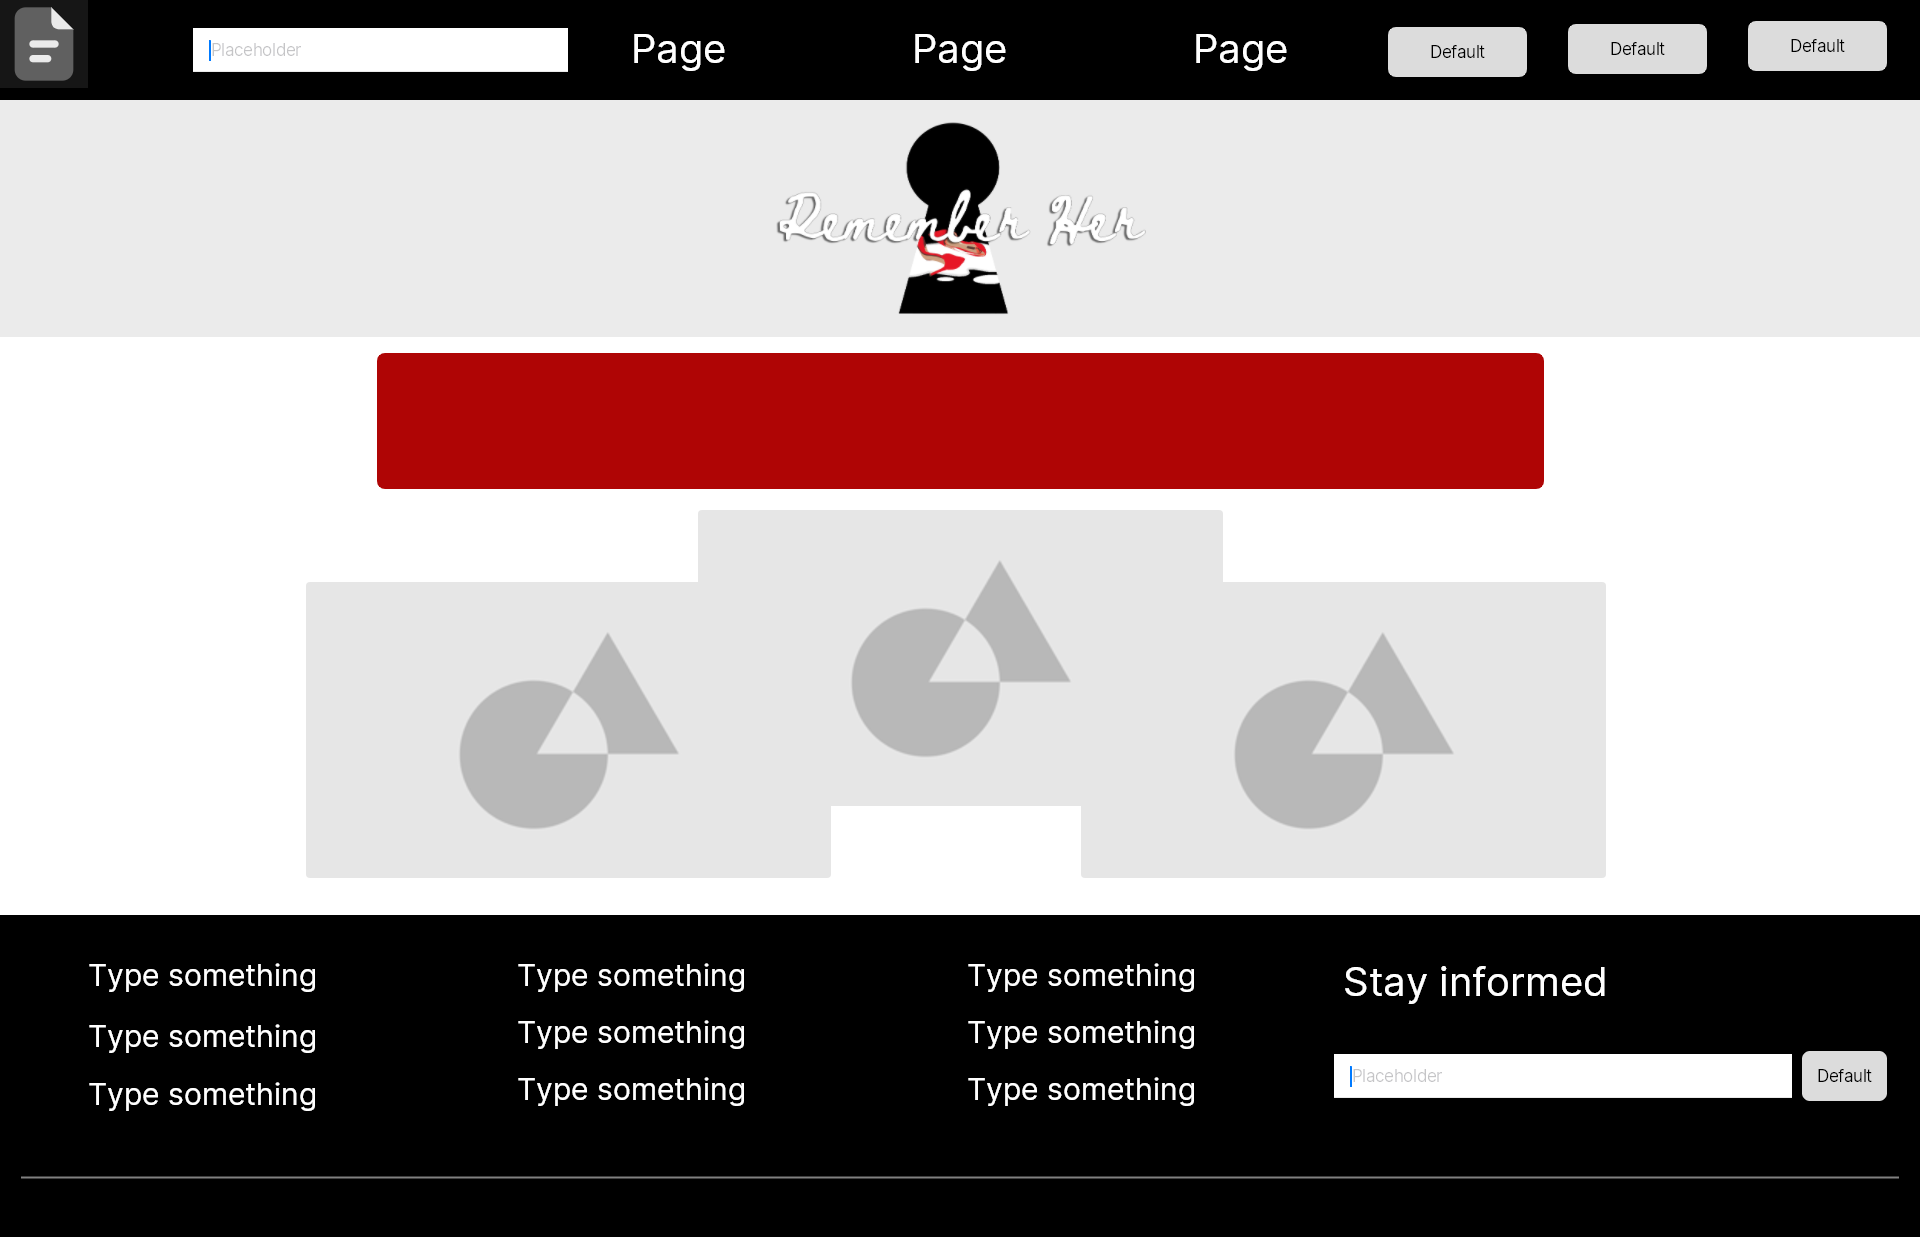 Placeholder
Page
Page
Page
Default
Default
Default
Remember Her
Type something
Type something
Type something
Type something
Type something
Type something
Type something
Type something
Type something
Stay informed
Placeholder
Default